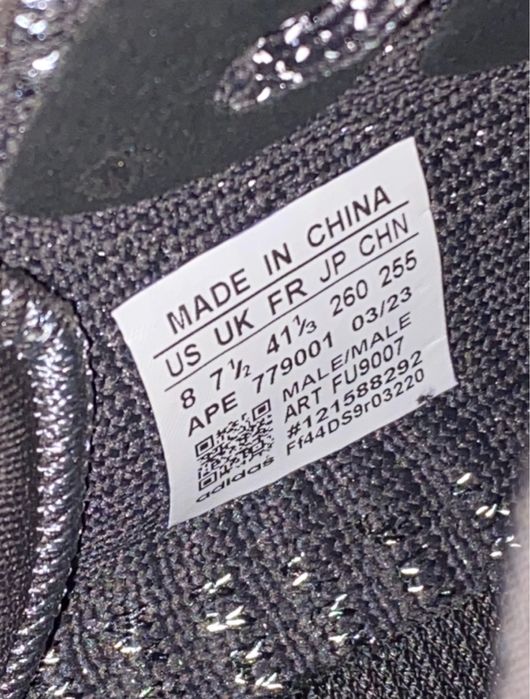 MADE IN CHINA
US UK FR JP CHN
8 7½ 41⅓ 260 255
APE 779001 03/23
MALE/MALE
ART FU9007
#121588292
Ff44DS9r03220
adidas